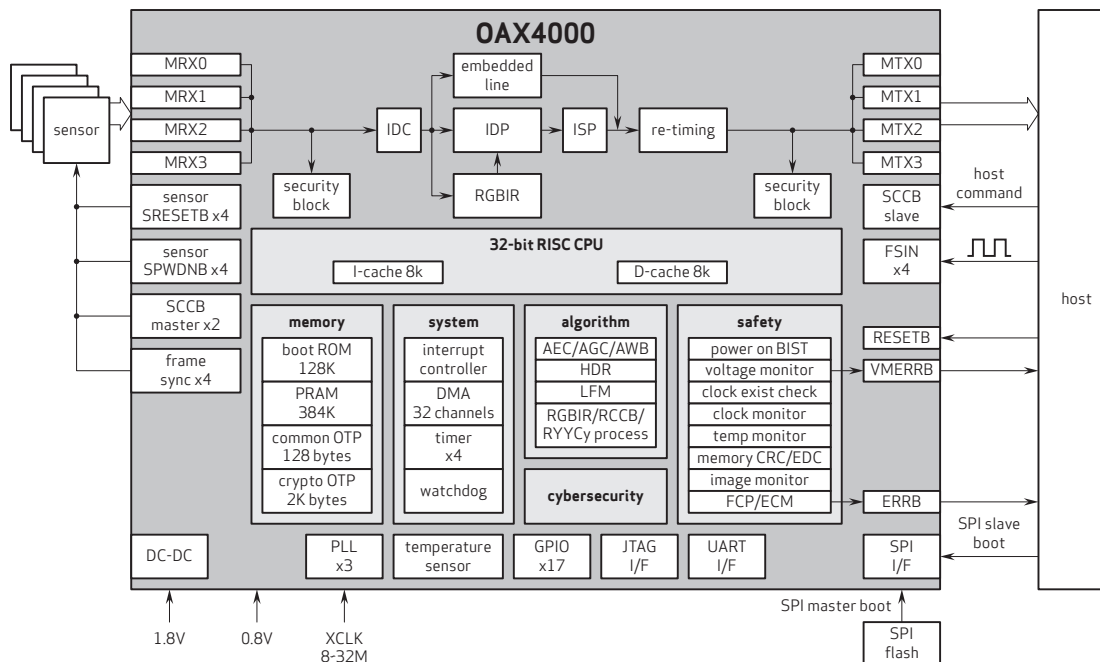 OAX4000
MRX0
MRX1
MRX2
MRX3
sensor
sensor
SRESETB x4
sensor
SPWDNB x4
SCCB
master x2
frame
sync x4
embedded
line
IDC
IDP
ISP
re-timing
RGBIR
security
block
security
block
MTX0
MTX1
MTX2
MTX3
SCCB
slave
FSIN
x4
RESETB
VMERRB
ERRB
host
command
host
32-bit RISC CPU
I-cache 8k
D-cache 8k
memory
boot ROM
128K
PRAM
384K
common OTP
128 bytes
crypto OTP
2K bytes
system
interrupt
controller
DMA
32 channels
timer
x4
watchdog
algorithm
AEC/AGC/AWB
HDR
LFM
RGBIR/RCCB/
RYYCy process
cybersecurity
safety
power on BIST
voltage monitor
clock exist check
clock monitor
temp monitor
memory CRC/EDC
image monitor
FCP/ECM
DC-DC
PLL
x3
temperature
sensor
GPIO
x17
JTAG
I/F
UART
I/F
SPI
I/F
SPI slave
boot
1.8V
0.8V
XCLK
8-32M
SPI master boot
SPI
flash